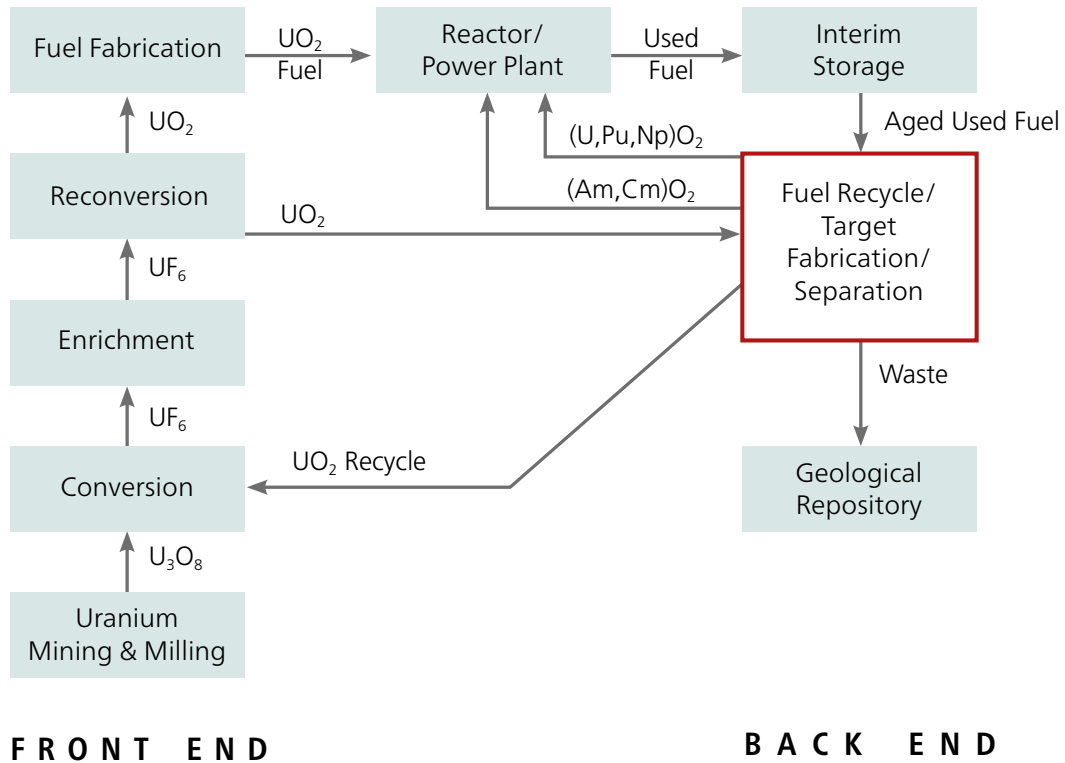 Fuel Fabrication
UO₂
Fuel
Reactor/
Power Plant
Used
Fuel
Interim
Storage
UO₂
Aged Used Fuel
(U,Pu,Np)O₂
Reconversion
(Am,Cm)O₂
UO₂
Fuel Recycle/
Target
Fabrication/
Separation
UF₆
Enrichment
Waste
UF₆
UO₂ Recycle
Conversion
Geological
Repository
U₃O₈
Uranium
Mining & Milling
FRONT END
BACK END